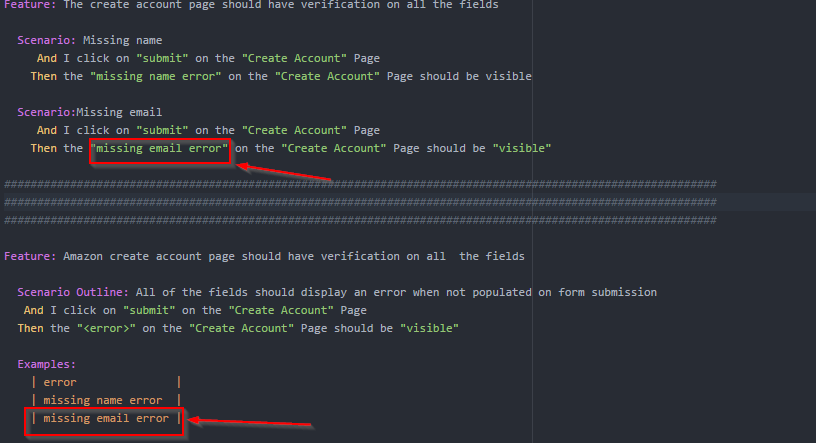 Feature: The create account page should have verification on all the fields
Scenario: Missing name
And I click on "submit" on the "Create Account" Page
Then the "missing name error" on the "Create Account" Page should be visible
Scenario:Missing email
And I click on "submit" on the "Create Account" Page
Then the "missing email error" on the "Create Account" Page should be "visible"
############################################################################################################
############################################################################################################
############################################################################################################
Feature: Amazon create account page should have verification on all  the fields
Scenario Outline: All of the fields should display an error when not populated on form submission
And I click on "submit" on the "Create Account" Page
Then the "<error>" on the "Create Account" Page should be "visible"
Examples:
| error |
| missing name error |
| missing email error |